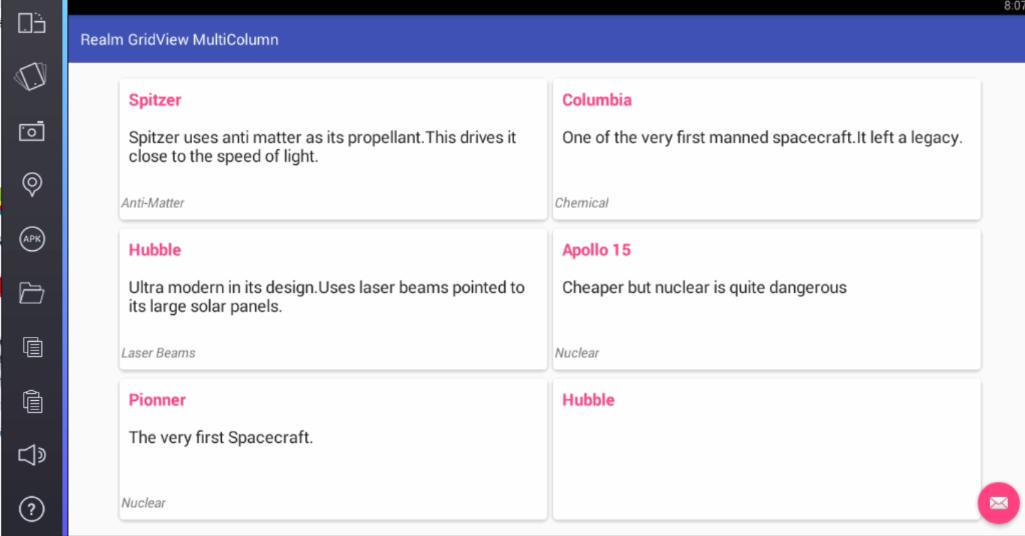 8:07
Realm GridView MultiColumn
Spitzer
Spitzer uses anti matter as its propellant.This drives it
close to the speed of light.
Anti-Matter
Columbia
One of the very first manned spacecraft.It left a legacy.
Chemical
Hubble
Ultra modern in its design.Uses laser beams pointed to
its large solar panels.
Laser Beams
Apollo 15
Cheaper but nuclear is quite dangerous
Nuclear
Pionner
The very first Spacecraft.
Nuclear
Hubble
APK
?